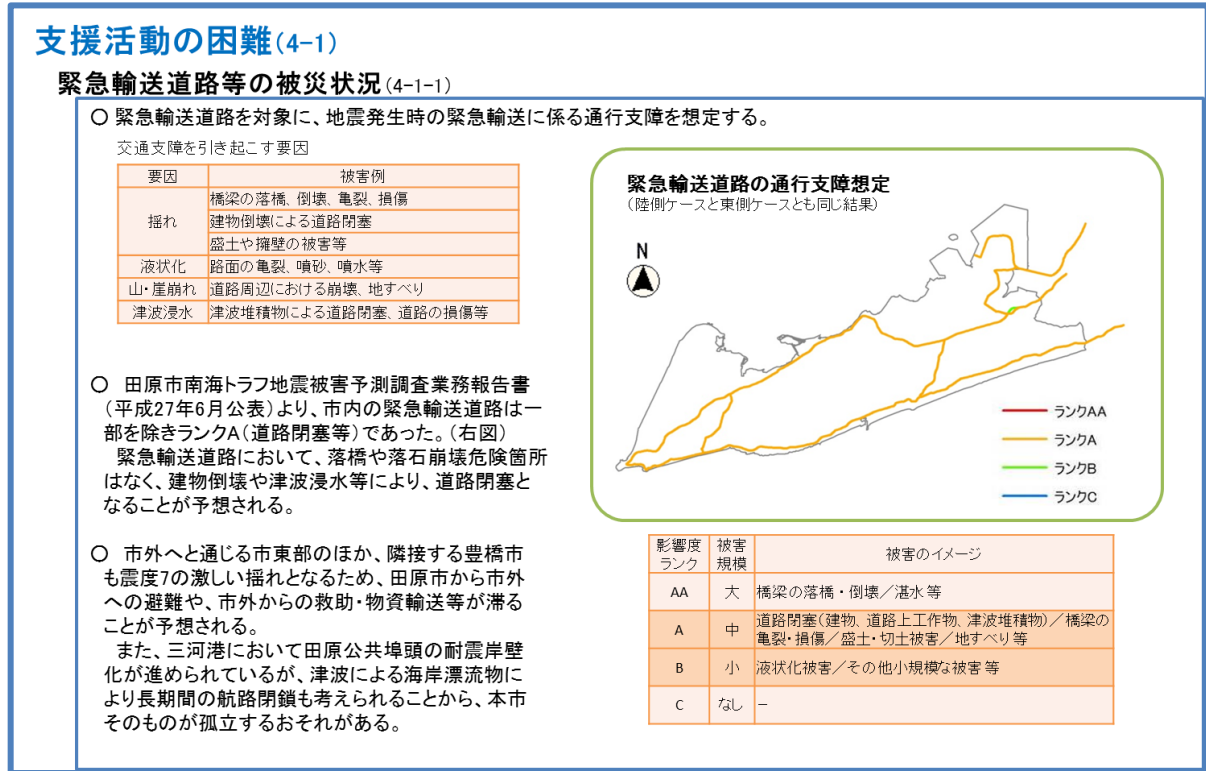 支援活動の困難(4-1)
緊急輸送道路等の被災状況(4-1-1)
○ 緊急輸送道路を対象に、地震発生時の緊急輸送に係る通行支障を想定する。
交通支障を引き起こす要因
要因 被害例
揺れ 橋梁の落橋、倒壊、亀裂、損傷
建物倒壊による道路閉塞
盛土や擁壁の被害等
液状化 路面の亀裂、噴砂、噴水等
山・崖崩れ 道路周辺における崩壊、地すべり
津波浸水 津波堆積物による道路閉塞、道路の損傷等
○ 田原市南海トラフ地震被害予測調査業務報告書
(平成27年6月公表)より、市内の緊急輸送道路は一
部を除きランクA(道路閉塞等)であった。(右図)
緊急輸送道路において、落橋や落石崩壊危険箇所
はなく、建物倒壊や津波浸水等により、道路閉塞と
なることが予想される。
○ 市外へと通じる市東部のほか、隣接する豊橋市
も震度7の激しい揺れとなるため、田原市から市外
への避難や、市外からの救助・物資輸送等が滞る
ことが予想される。
また、三河港において田原公共埠頭の耐震岸壁
化が進められているが、津波による海岸漂流物に
より長期間の航路閉鎖も考えられることから、本市
そのものが孤立するおそれがある。
緊急輸送道路の通行支障想定
(陸側ケースと東側ケースとも同じ結果)
N
ランクAA
ランクA
ランクB
ランクC
影響度ランク 被害規模 被害のイメージ
AA 大 橋梁の落橋・倒壊/湛水等
A 中 道路閉塞(建物、道路上工作物、津波堆積物)/橋梁の
亀裂・損傷/盛土・切土被害/地すべり等
B 小 液状化被害/その他小規模な被害等
C なし －